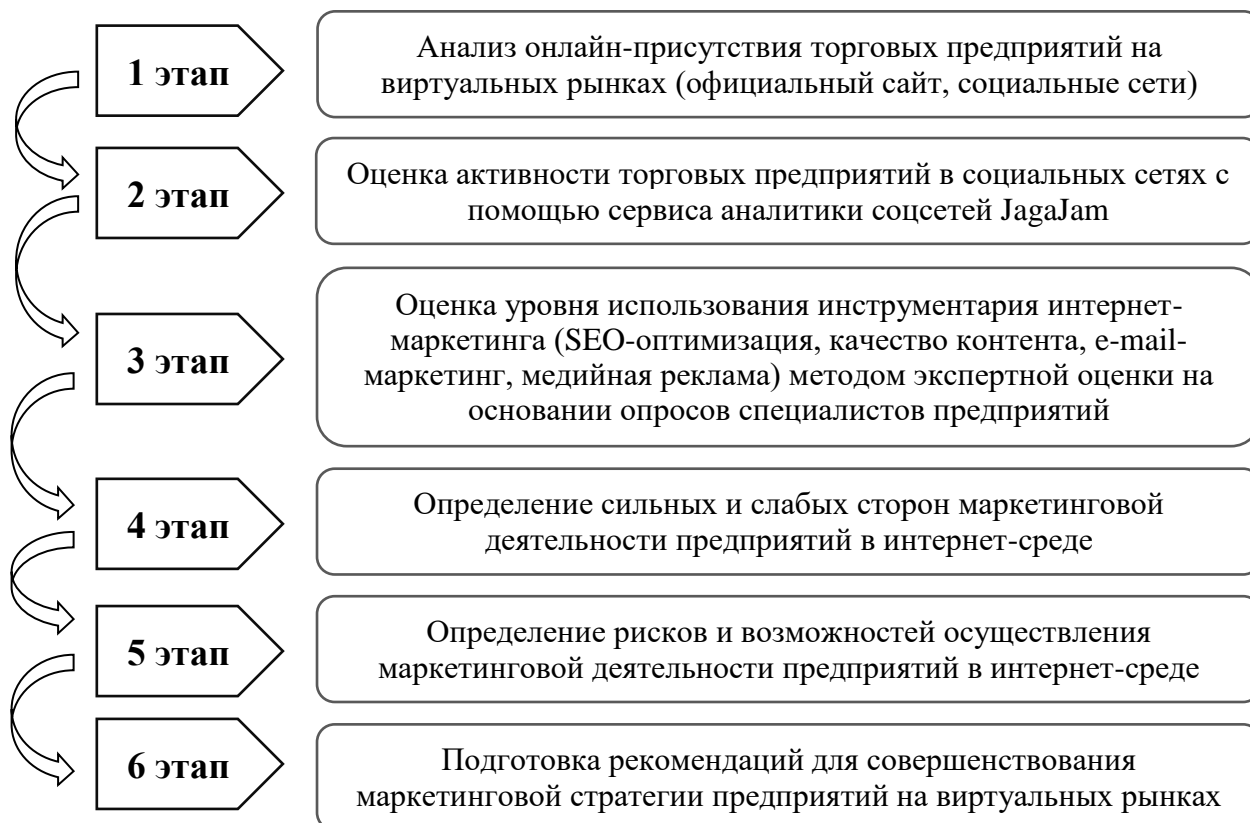 1 этап
Анализ онлайн-присутствия торговых предприятий на
виртуальных рынках (официальный сайт, социальные сети)
2 этап
Оценка активности торговых предприятий в социальных сетях с
помощью сервиса аналитики соцсетей JagaJam
3 этап
Оценка уровня использования инструментария интернет-
маркетинга (SEO-оптимизация, качество контента, e-mail-
маркетинг, медийная реклама) методом экспертной оценки на
основании опросов специалистов предприятий
4 этап
Определение сильных и слабых сторон маркетинговой
деятельности предприятий в интернет-среде
5 этап
Определение рисков и возможностей осуществления
маркетинговой деятельности предприятий в интернет-среде
6 этап
Подготовка рекомендаций для совершенствования
маркетинговой стратегии предприятий на виртуальных рынках